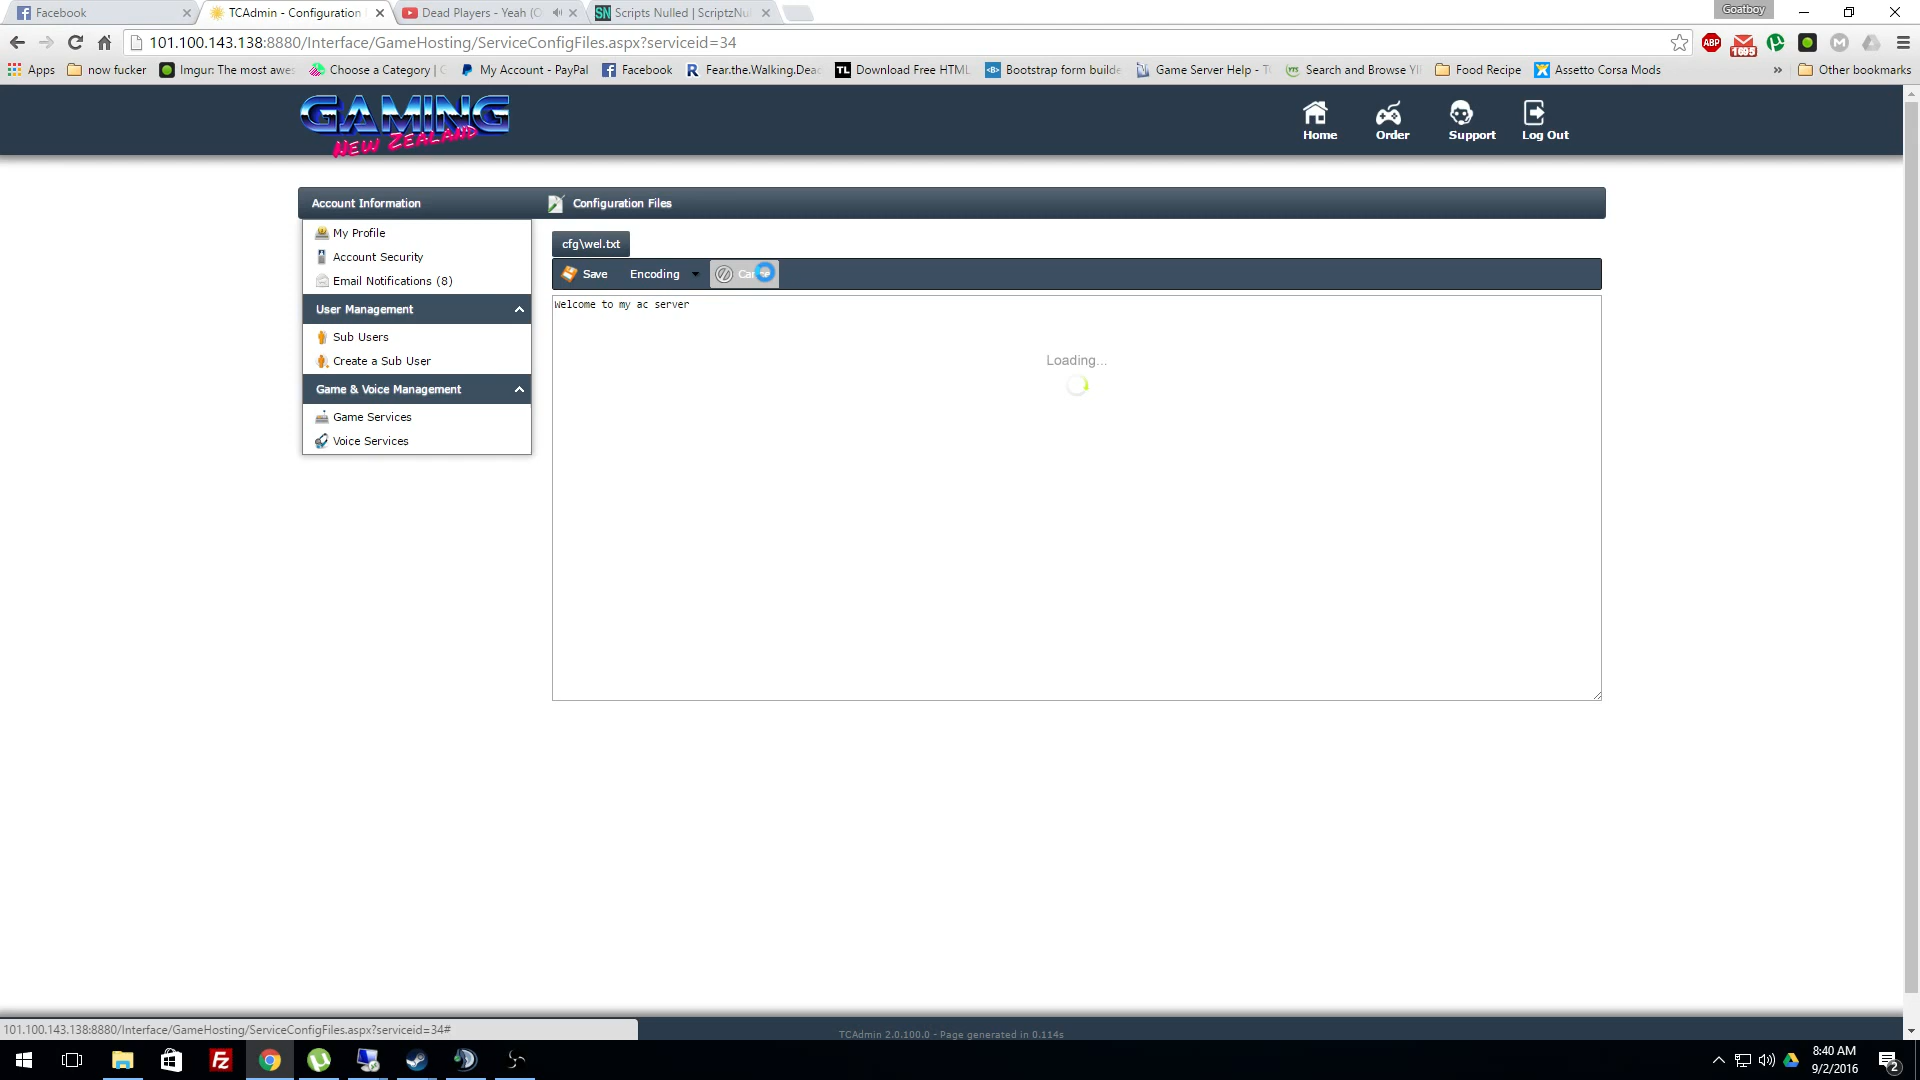 Facebook
TCAdmin - Configuration
Dead Players - Yeah (O
Scripts Nulled | ScriptzNul
Goatboy
101.100.143.138:8880/Interface/GameHosting/ServiceConfigFiles.aspx?serviceid=34
ABP
1695
Apps
now fucker
Imgur: The most awes
Choose a Category | G
My Account - PayPal
Facebook
Fear.the.Walking.Dea
Download Free HTML
Bootstrap form builde
Game Server Help - TC
Search and Browse YI
Food Recipe
Assetto Corsa Mods
»
Other bookmarks
GAMING
New Zealand
Home
Order
Support
Log Out
Account Information
Configuration Files
My Profile
Account Security
Email Notifications (8)
User Management
Sub Users
Create a Sub User
Game & Voice Management
Game Services
Voice Services
cfg\wel.txt
Save
Encoding
Welcome to my ac server
Loading...
101.100.143.138:8880/Interface/GameHosting/ServiceConfigFiles.aspx?serviceid=34#
TCAdmin 2.0.100.0 - Page generated in 0.114s
8:40 AM
9/2/2016
2